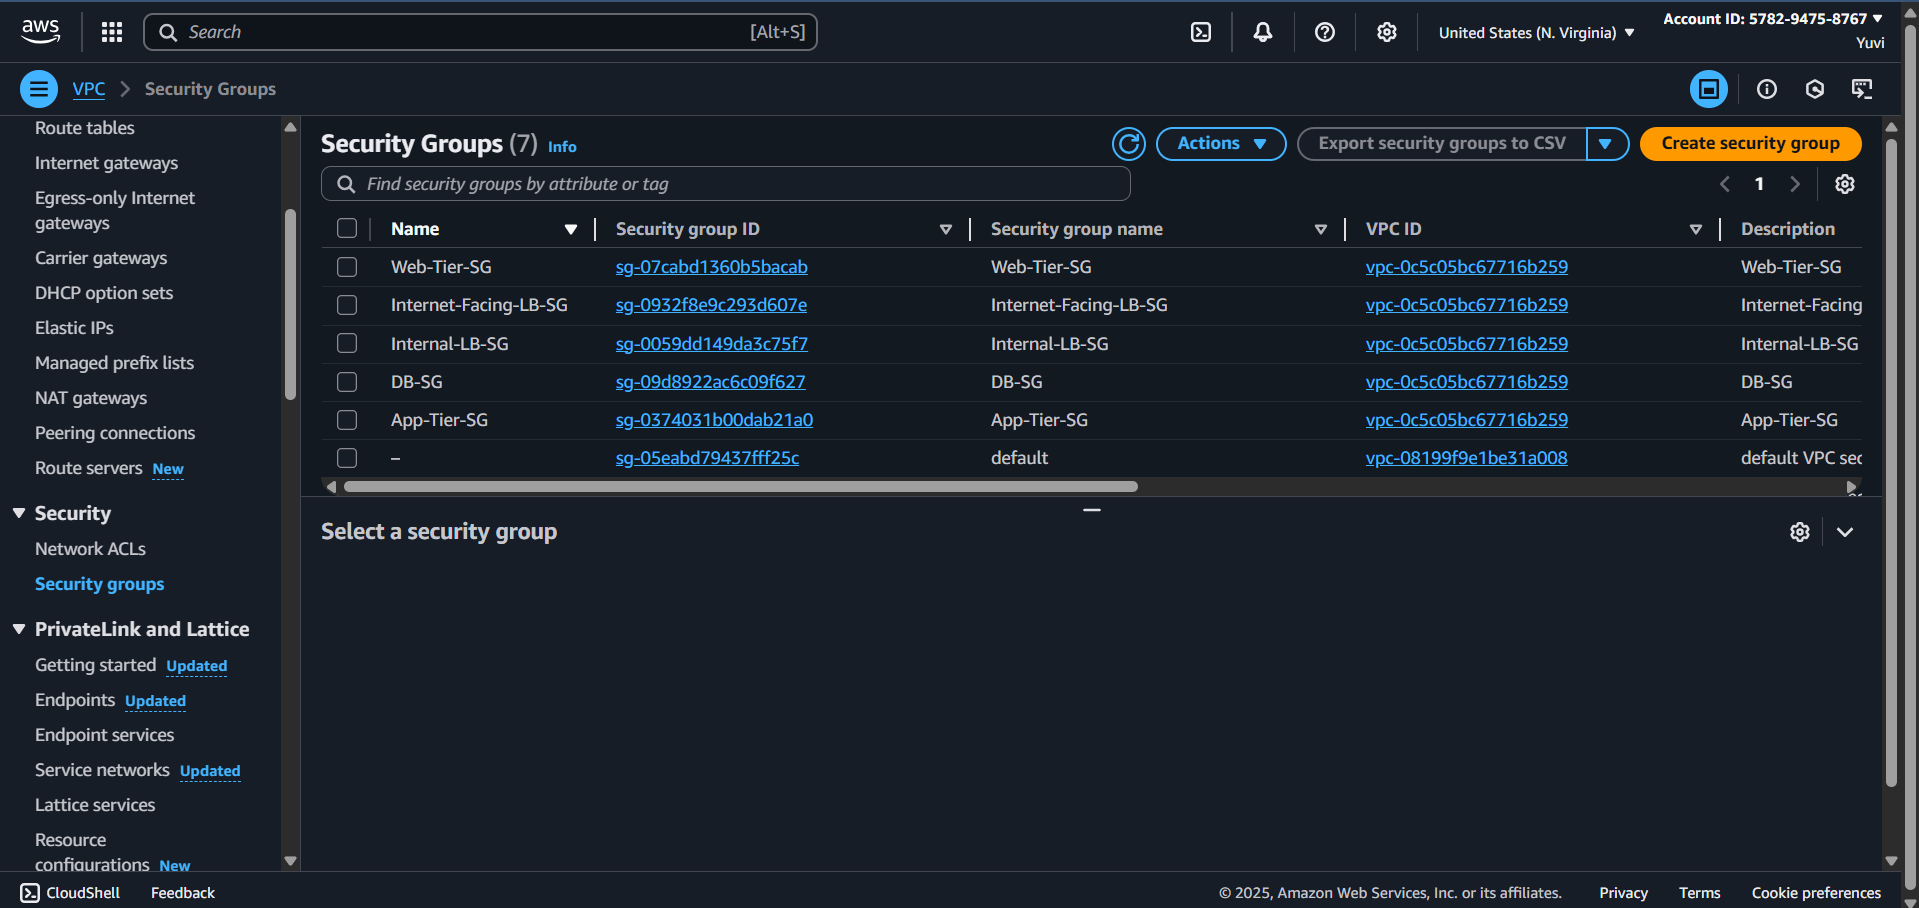 aws
Search [Alt+S]
United States (N. Virginia)
Account ID: 5782-9475-8767
Yuvi
VPC Security Groups
Route tables
Internet gateways
Egress-only Internet
gateways
Carrier gateways
DHCP option sets
Elastic IPs
Managed prefix lists
NAT gateways
Peering connections
Route servers New
Security
Network ACLs
Security groups
PrivateLink and Lattice
Getting started Updated
Endpoints Updated
Endpoint services
Service networks Updated
Lattice services
Resource
configurations New
Security Groups (7) Info
Actions
Export security groups to CSV
Create security group
Find security groups by attribute or tag
1
Name Security group ID Security group name VPC ID Description
Web-Tier-SG sg-07cabd1360b5bacab Web-Tier-SG vpc-0c5c05bc67716b259 Web-Tier-SG
Internet-Facing-LB-SG sg-0932f8e9c293d607e Internet-Facing-LB-SG vpc-0c5c05bc67716b259 Internet-Facing
Internal-LB-SG sg-0059dd149da3c75f7 Internal-LB-SG vpc-0c5c05bc67716b259 Internal-LB-SG
DB-SG sg-09d8922ac6c09f627 DB-SG vpc-0c5c05bc67716b259 DB-SG
App-Tier-SG sg-0374031b00dab21a0 App-Tier-SG vpc-0c5c05bc67716b259 App-Tier-SG
– sg-05eabd79437fff25c default vpc-08199f9e1be31a008 default VPC sec
Select a security group
CloudShell Feedback
© 2025, Amazon Web Services, Inc. or its affiliates. Privacy Terms Cookie preferences